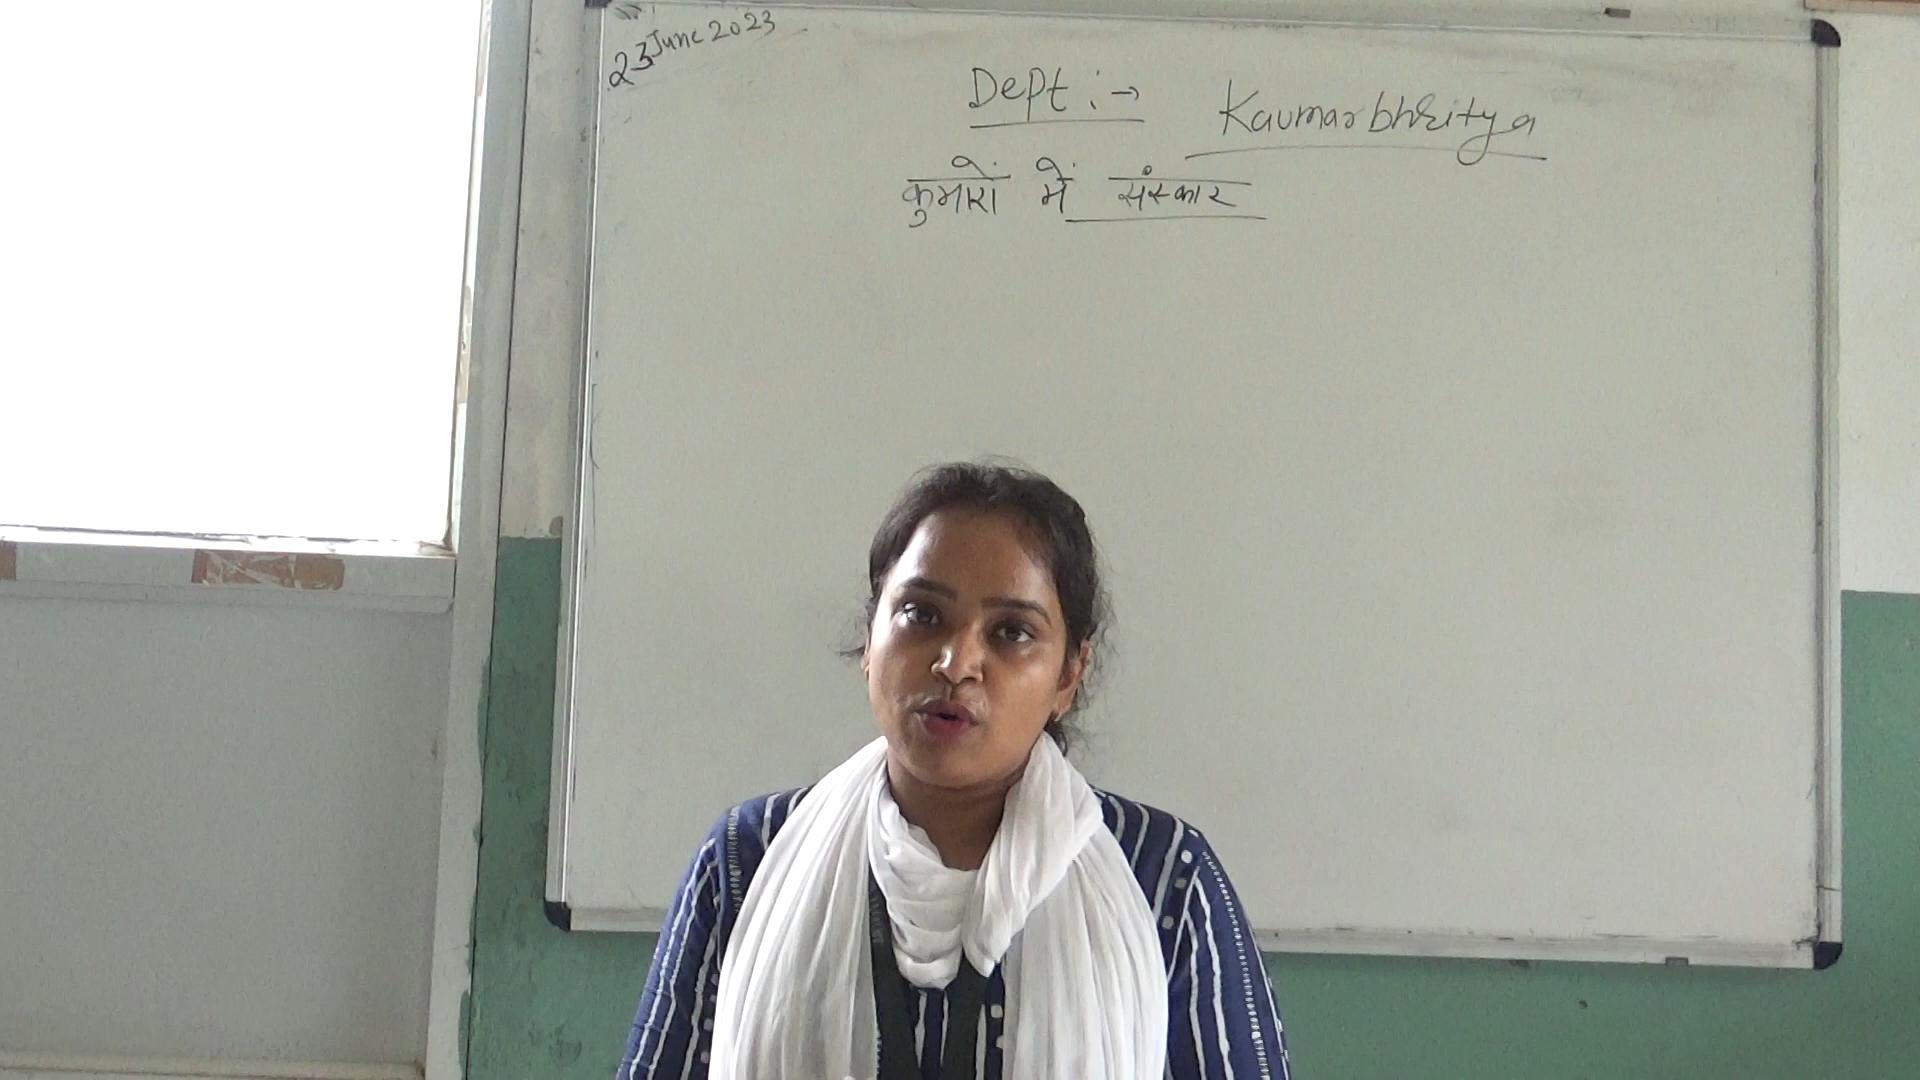 23 June 2023
Dept :→ Kaumarbhritya
कुमारों में संस्कार